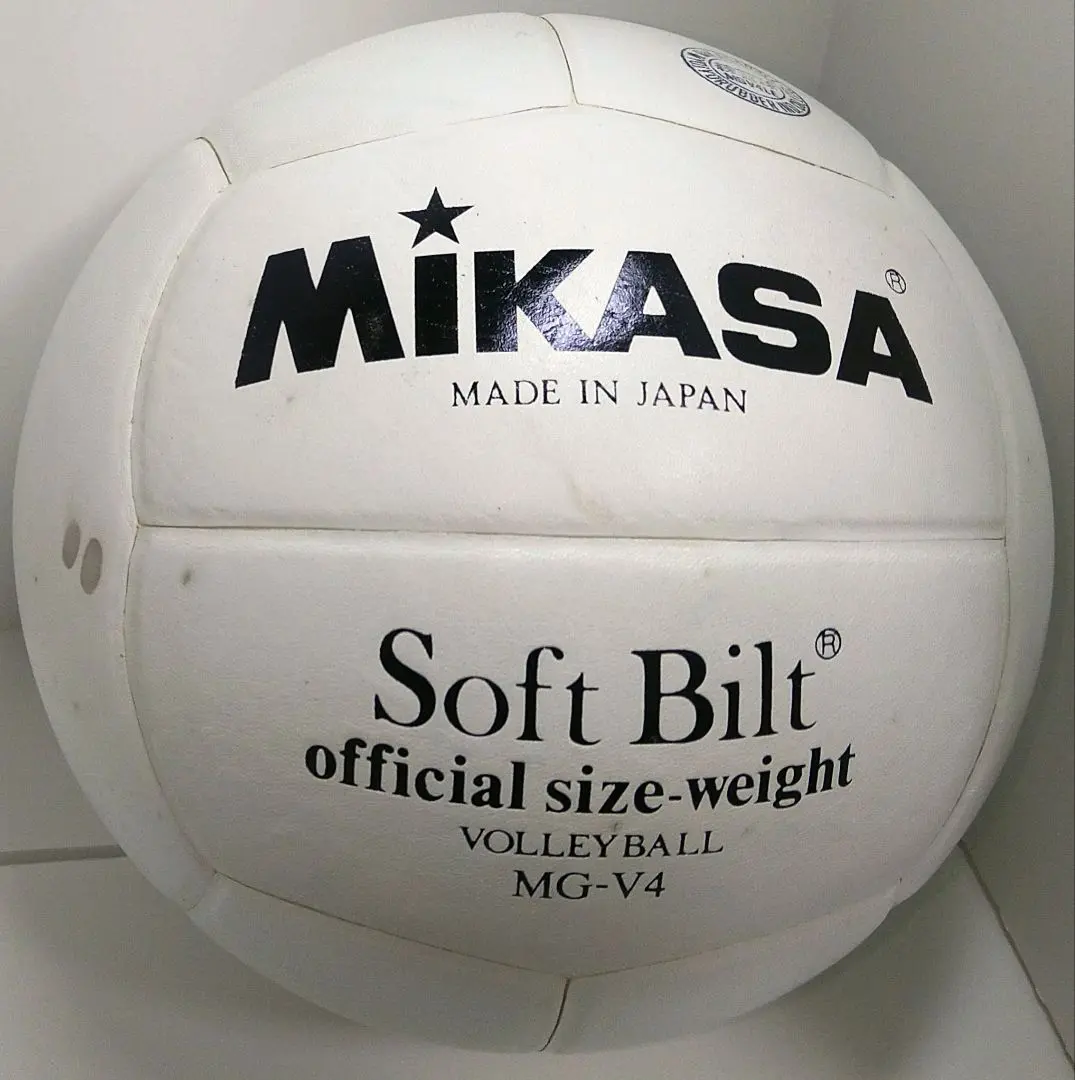 MiKASA®
MADE IN JAPAN
Soft Bilt®
official size-weight
VOLLEYBALL
MG-V4